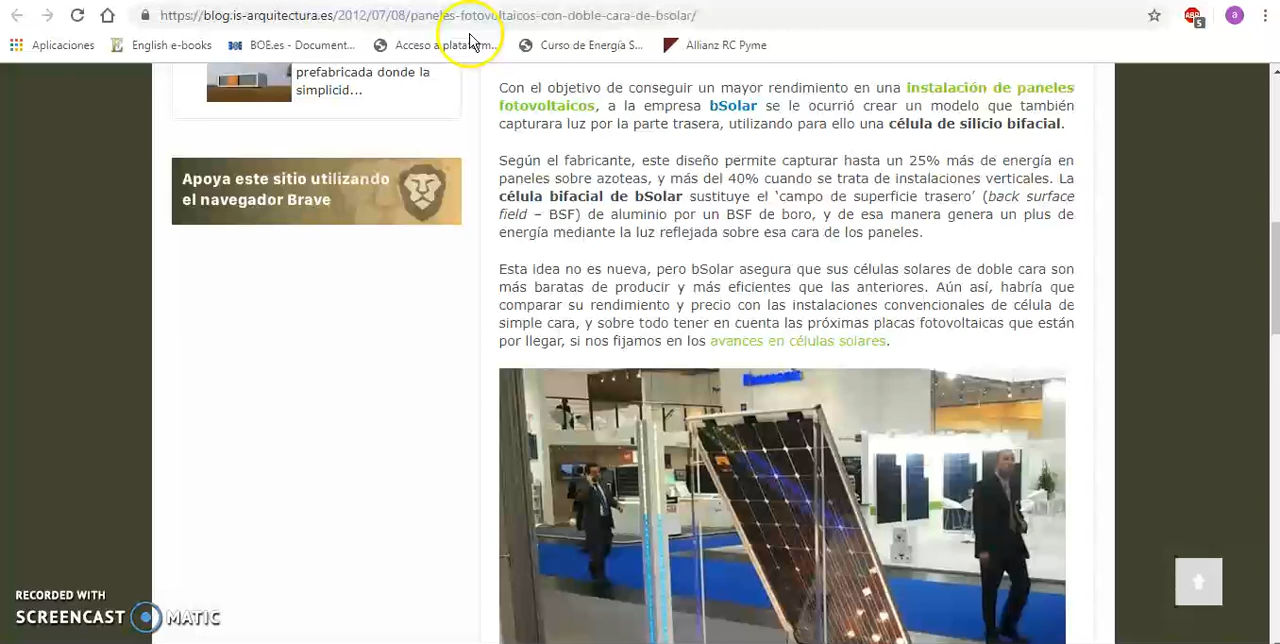 https://blog.is-arquitectura.es/2012/07/08/paneles-fotovoltaicos-con-doble-cara-de-bsolar/
5
a
Aplicaciones
English e-books
BOE.es - Document...
Acceso a plataform...
Curso de Energía S...
Allianz RC Pyme
prefabricada donde la
simplicid...
Apoya este sitio utilizando
el navegador Brave
Con el objetivo de conseguir un mayor rendimiento en una instalación de paneles
fotovoltaicos, a la empresa bSolar se le ocurrió crear un modelo que también
capturara luz por la parte trasera, utilizando para ello una célula de silicio bifacial.
Según el fabricante, este diseño permite capturar hasta un 25% más de energía en
paneles sobre azoteas, y más del 40% cuando se trata de instalaciones verticales. La
célula bifacial de bSolar sustituye el ‘campo de superficie trasero’ (back surface
field – BSF) de aluminio por un BSF de boro, y de esa manera genera un plus de
energía mediante la luz reflejada sobre esa cara de los paneles.
Esta idea no es nueva, pero bSolar asegura que sus células solares de doble cara son
más baratas de producir y más eficientes que las anteriores. Aún así, habría que
comparar su rendimiento y precio con las instalaciones convencionales de célula de
simple cara, y sobre todo tener en cuenta las próximas placas fotovoltaicas que están
por llegar, si nos fijamos en los avances en células solares.
RECORDED WITH
SCREENCAST MATIC